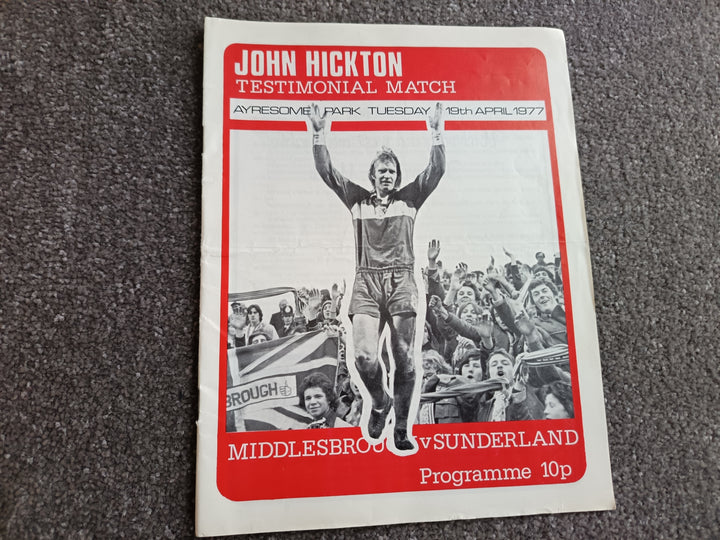 JOHN HICKTON
TESTIMONIAL MATCH
AYRESOME PARK TUESDAY 19th APRIL 1977
BROUGH
MIDDLESBROU v SUNDERLAND
Programme 10p